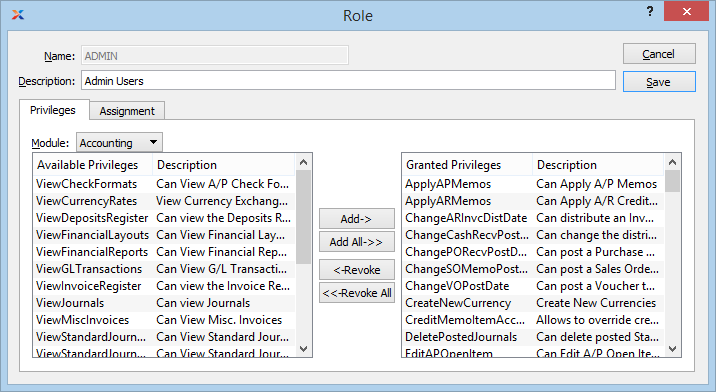 Role
?
Name: ADMIN
Cancel
Description: Admin Users
Save
Privileges Assignment
Module: Accounting
Available Privileges Description
ViewCheckFormats Can View A/P Check Fo...
ViewCurrencyRates View Currency Exchang...
ViewDepositsRegister Can view the Deposits R...
ViewFinancialLayouts Can View Financial Lay...
ViewFinancialReports Can View Financial Rep...
ViewGLTransactions Can View G/L Transacti...
ViewInvoiceRegister Can view the Invoice Re...
ViewJournals Can view Journals
ViewMiscInvoices Can View Misc. Invoices
ViewStandardJourn... Can View Standard Jour...
ViewStandardJourn... Can View Standard Jour...
Add->
Add All->>
<-Revoke
<<-Revoke All
Granted Privileges Description
ApplyAPMemos Can Apply A/P Memos
ApplyARMemos Can Apply A/R Credit...
ChangeARInvcDistDate Can distribute an Inv...
ChangeCashRecvPost... Can change the distri...
ChangePORecvPostD... Can post a Purchase ...
ChangeSOMemoPost... Can post a Sales Orde...
ChangeVOPostDate Can post a Voucher t...
CreateNewCurrency Create New Currencies
CreditMemoItemAcc... Allows to override cre...
DeletePostedJournals Can delete posted Sta...
EditAPOpenItem Can Edit A/P Open Ite...